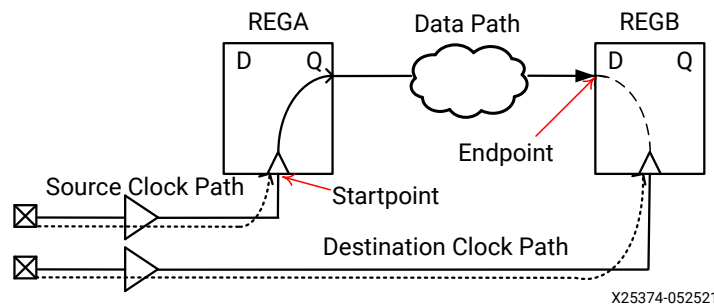 REGA
Data Path
REGB
D
Q
D
Q
Endpoint
Source Clock Path
Startpoint
Destination Clock Path
X25374-052521